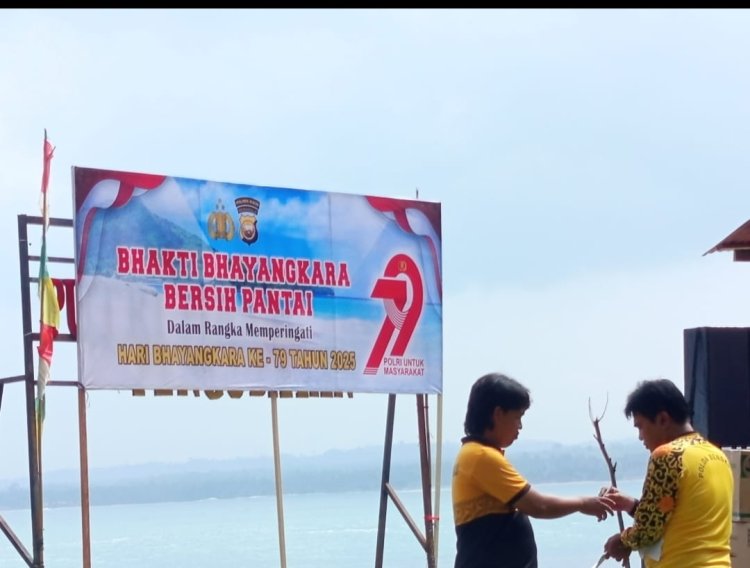 BHAKTI BHAYANGKARA
BERSIH PANTAI
Dalam Rangka Memperingati
HARI BHAYANGKARA KE - 79 TAHUN 2025
79
POLRI UNTUK
MASYARAKAT